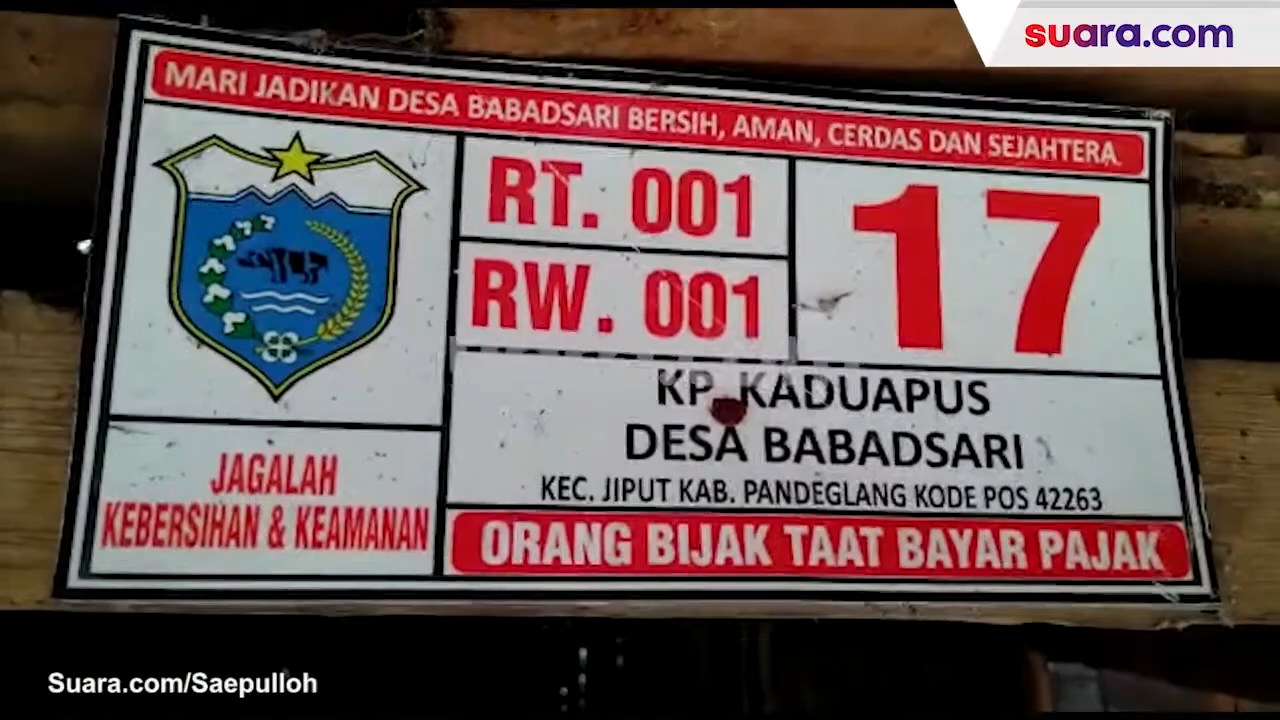 suara.com
MARI JADIKAN DESA BABADSARI BERSIH, AMAN, CERDAS DAN SEJAHTERA
RT. 001
RW. 001
17
KP. KADUAPUS
DESA BABADSARI
KEC. JIPUT KAB. PANDEGLANG KODE POS 42263
JAGALAH
KEBERSIHAN & KEAMANAN
ORANG BIJAK TAAT BAYAR PAJAK
Suara.com/Saepulloh